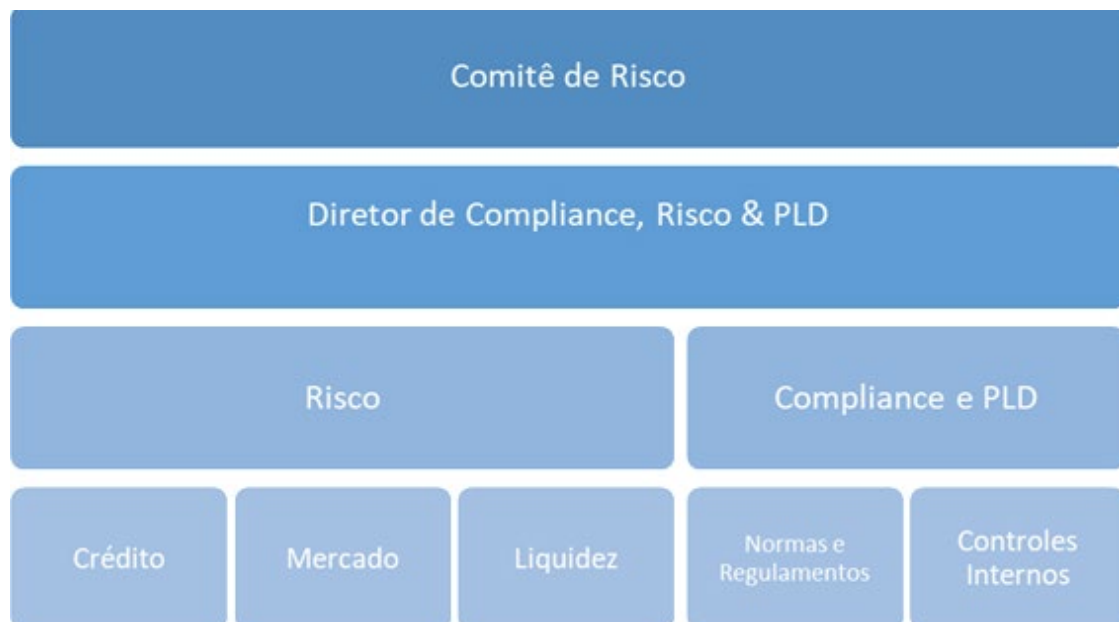 Comitê de Risco
Diretor de Compliance, Risco & PLD
Risco
Compliance e PLD
Crédito
Mercado
Liquidez
Normas e
Regulamentos
Controles
Internos